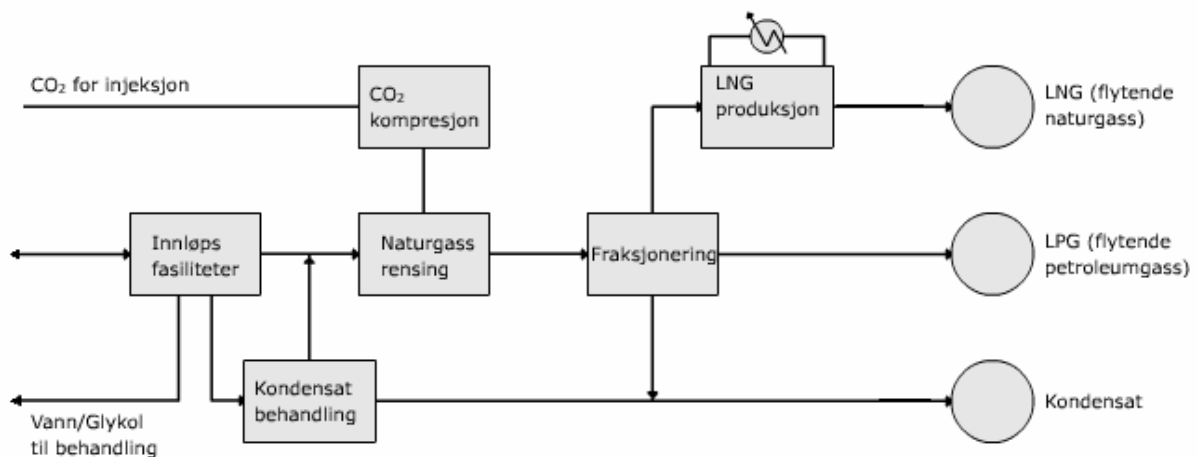 CO₂ for injeksjon
CO₂
kompresjon
LNG
produksjon
LNG (flytende
naturgass)
Innløps
fasiliteter
Naturgass
rensing
Fraksjonering
LPG (flytende
petroleumgass)
Kondensat
behandling
Kondensat
Vann/Glykol
til behandling